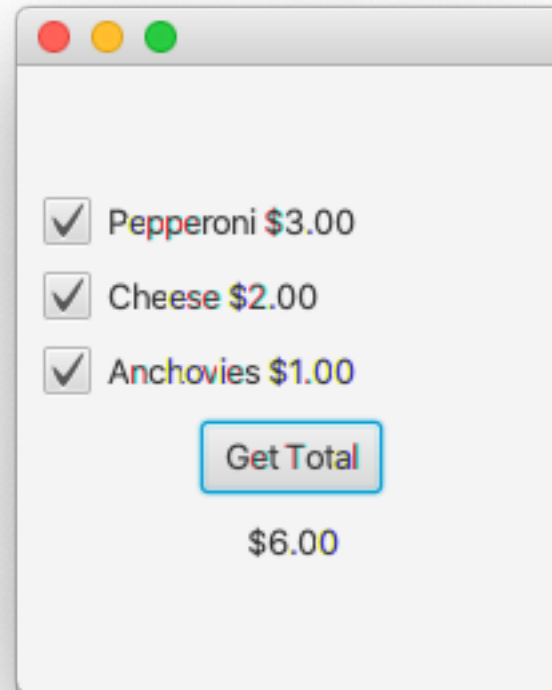 Pepperoni $3.00
Cheese $2.00
Anchovies $1.00
Get Total
$6.00